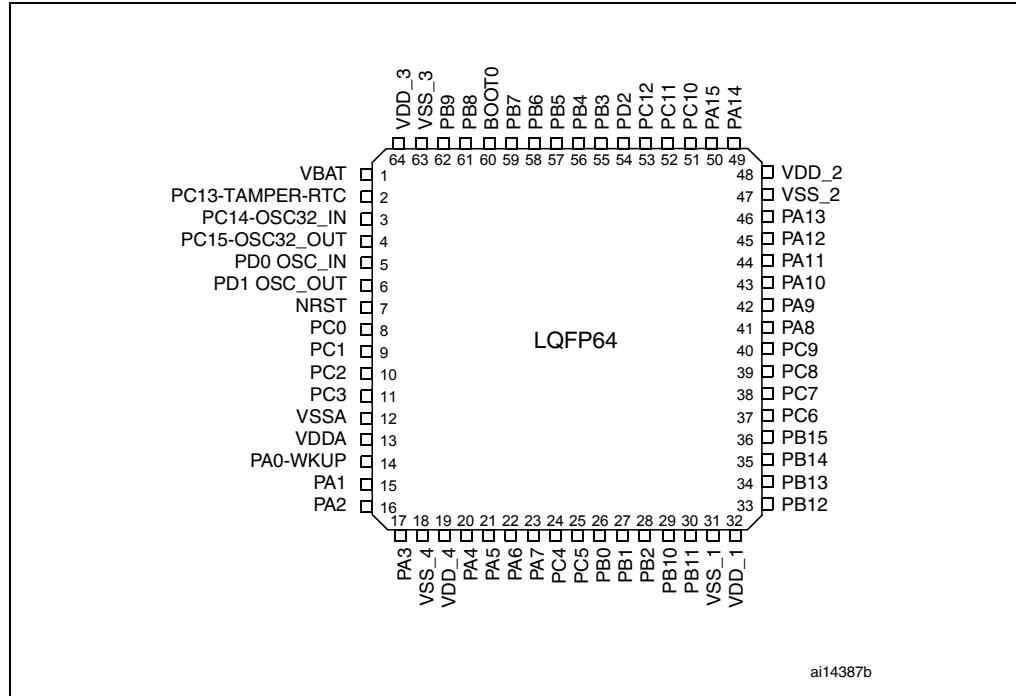 VDD_3
VSS_3
PB9
PB8
BOOT0
PB7
PB6
PB5
PB4
PB3
PD2
PC12
PC11
PC10
PA15
PA14
64 63 62 61 60 59 58 57 56 55 54 53 52 51 50 49
VBAT 1
PC13-TAMPER-RTC 2
PC14-OSC32_IN 3
PC15-OSC32_OUT 4
PD0 OSC_IN 5
PD1 OSC_OUT 6
NRST 7
PC0 8
PC1 9
PC2 10
PC3 11
VSSA 12
VDDA 13
PA0-WKUP 14
PA1 15
PA2 16
LQFP64
48 VDD_2
47 VSS_2
46 PA13
45 PA12
44 PA11
43 PA10
42 PA9
41 PA8
40 PC9
39 PC8
38 PC7
37 PC6
36 PB15
35 PB14
34 PB13
33 PB12
17 18 19 20 21 22 23 24 25 26 27 28 29 30 31 32
PA3
VSS_4
VDD_4
PA4
PA5
PA6
PA7
PC4
PC5
PB0
PB1
PB2
PB10
PB11
VSS_1
VDD_1
ai14387b